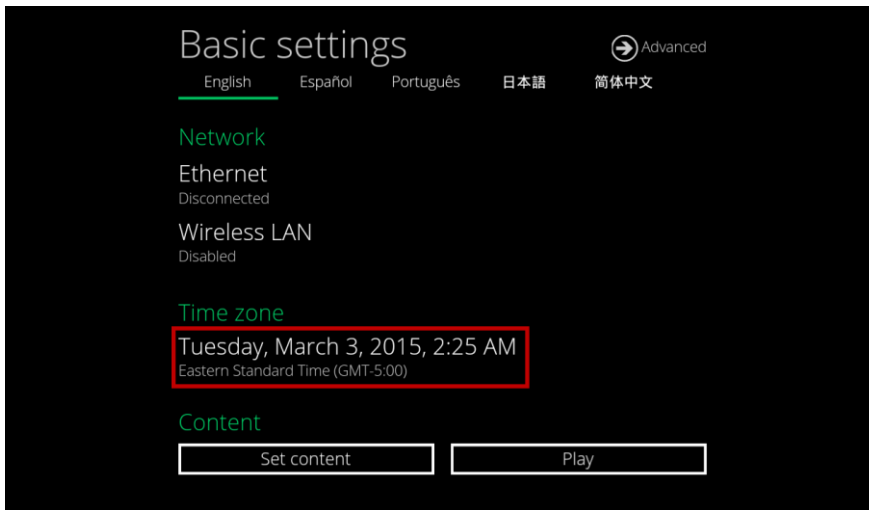 Basic settings
Advanced
English Español Português 日本語 简体中文
Network
Ethernet
Disconnected
Wireless LAN
Disabled
Time zone
Tuesday, March 3, 2015, 2:25 AM
Eastern Standard Time (GMT-5:00)
Content
Set content Play